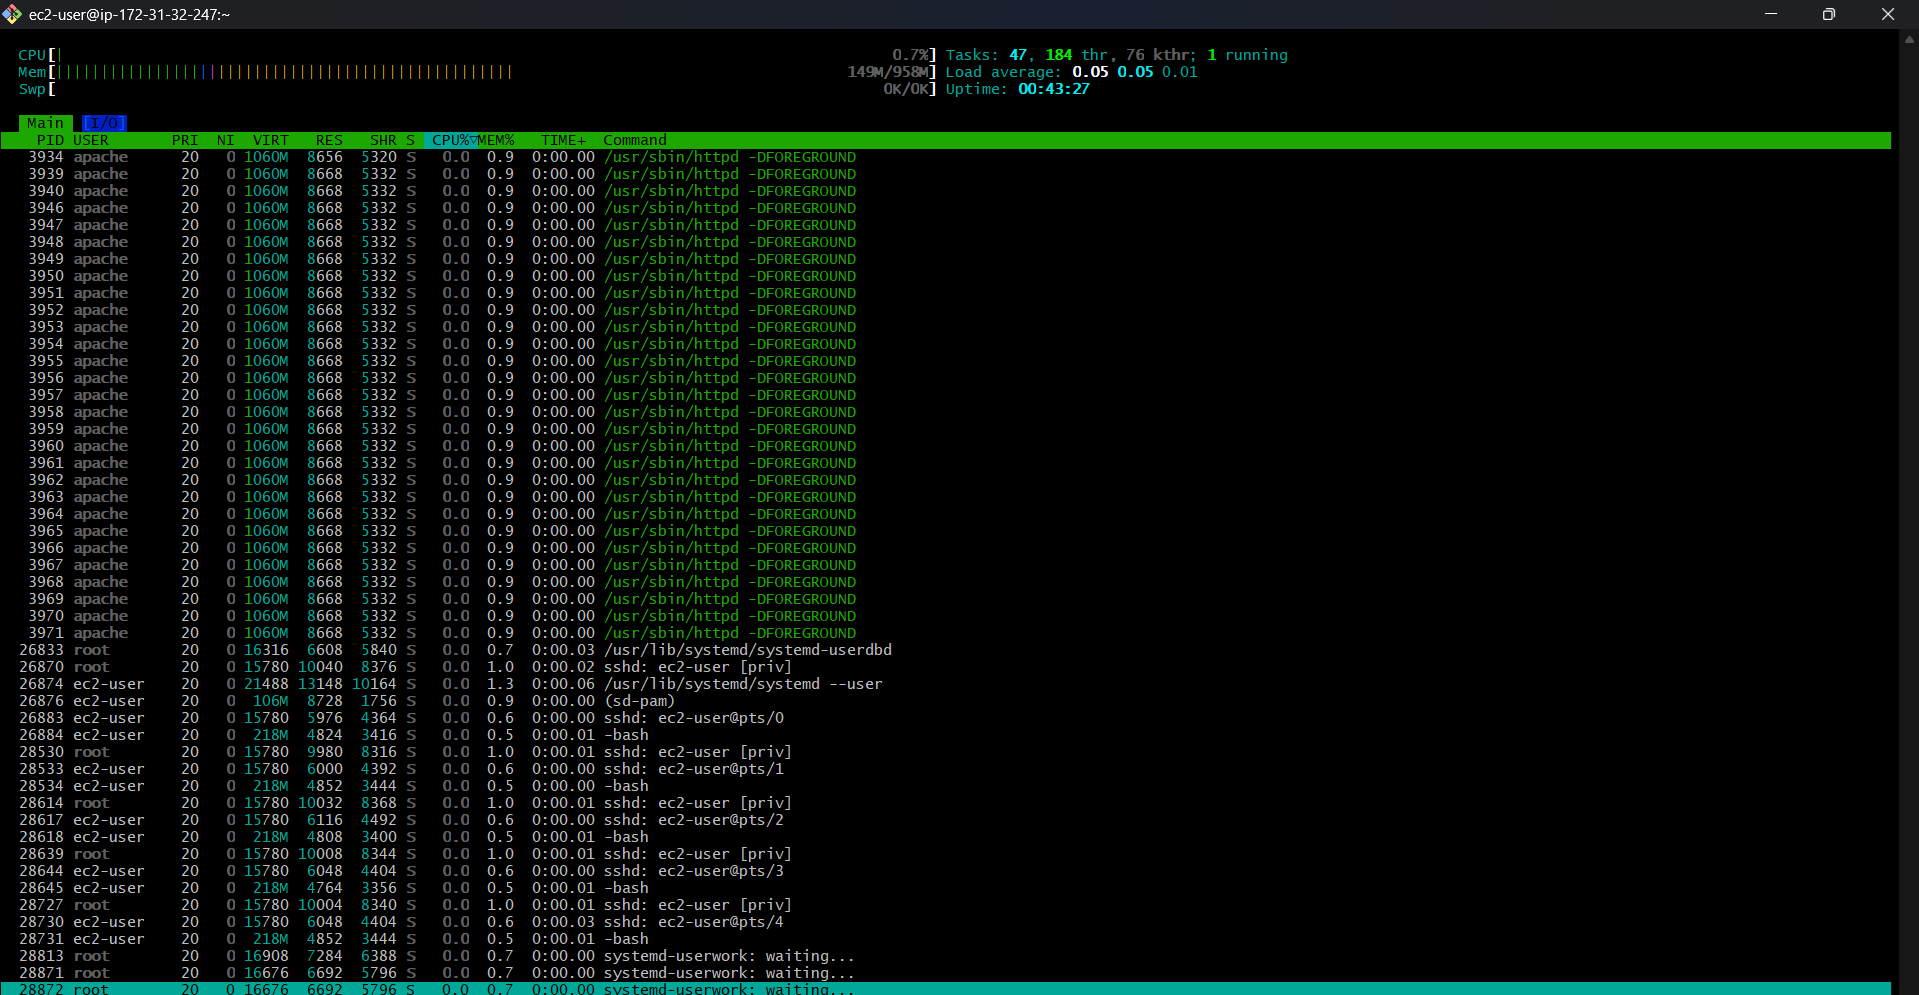 ec2-user@ip-172-31-32-247:~
CPU[| 0.7%] Tasks: 47, 184 thr, 76 kthr; 1 running
Mem[|||||||||||||||||||||||||||||||||||||||||||||||||| 149M/958M] Load average: 0.05 0.05 0.01
Swp[ 0K/0K] Uptime: 00:43:27
Main [I/O]
PID USER PRI NI VIRT RES SHR S CPU%▽MEM% TIME+ Command
3934 apache 20 0 1060M 8656 5320 S 0.0 0.9 0:00.00 /usr/sbin/httpd -DFOREGROUND
3939 apache 20 0 1060M 8668 5332 S 0.0 0.9 0:00.00 /usr/sbin/httpd -DFOREGROUND
3940 apache 20 0 1060M 8668 5332 S 0.0 0.9 0:00.00 /usr/sbin/httpd -DFOREGROUND
3946 apache 20 0 1060M 8668 5332 S 0.0 0.9 0:00.00 /usr/sbin/httpd -DFOREGROUND
3947 apache 20 0 1060M 8668 5332 S 0.0 0.9 0:00.00 /usr/sbin/httpd -DFOREGROUND
3948 apache 20 0 1060M 8668 5332 S 0.0 0.9 0:00.00 /usr/sbin/httpd -DFOREGROUND
3949 apache 20 0 1060M 8668 5332 S 0.0 0.9 0:00.00 /usr/sbin/httpd -DFOREGROUND
3950 apache 20 0 1060M 8668 5332 S 0.0 0.9 0:00.00 /usr/sbin/httpd -DFOREGROUND
3951 apache 20 0 1060M 8668 5332 S 0.0 0.9 0:00.00 /usr/sbin/httpd -DFOREGROUND
3952 apache 20 0 1060M 8668 5332 S 0.0 0.9 0:00.00 /usr/sbin/httpd -DFOREGROUND
3953 apache 20 0 1060M 8668 5332 S 0.0 0.9 0:00.00 /usr/sbin/httpd -DFOREGROUND
3954 apache 20 0 1060M 8668 5332 S 0.0 0.9 0:00.00 /usr/sbin/httpd -DFOREGROUND
3955 apache 20 0 1060M 8668 5332 S 0.0 0.9 0:00.00 /usr/sbin/httpd -DFOREGROUND
3956 apache 20 0 1060M 8668 5332 S 0.0 0.9 0:00.00 /usr/sbin/httpd -DFOREGROUND
3957 apache 20 0 1060M 8668 5332 S 0.0 0.9 0:00.00 /usr/sbin/httpd -DFOREGROUND
3958 apache 20 0 1060M 8668 5332 S 0.0 0.9 0:00.00 /usr/sbin/httpd -DFOREGROUND
3959 apache 20 0 1060M 8668 5332 S 0.0 0.9 0:00.00 /usr/sbin/httpd -DFOREGROUND
3960 apache 20 0 1060M 8668 5332 S 0.0 0.9 0:00.00 /usr/sbin/httpd -DFOREGROUND
3961 apache 20 0 1060M 8668 5332 S 0.0 0.9 0:00.00 /usr/sbin/httpd -DFOREGROUND
3962 apache 20 0 1060M 8668 5332 S 0.0 0.9 0:00.00 /usr/sbin/httpd -DFOREGROUND
3963 apache 20 0 1060M 8668 5332 S 0.0 0.9 0:00.00 /usr/sbin/httpd -DFOREGROUND
3964 apache 20 0 1060M 8668 5332 S 0.0 0.9 0:00.00 /usr/sbin/httpd -DFOREGROUND
3965 apache 20 0 1060M 8668 5332 S 0.0 0.9 0:00.00 /usr/sbin/httpd -DFOREGROUND
3966 apache 20 0 1060M 8668 5332 S 0.0 0.9 0:00.00 /usr/sbin/httpd -DFOREGROUND
3967 apache 20 0 1060M 8668 5332 S 0.0 0.9 0:00.00 /usr/sbin/httpd -DFOREGROUND
3968 apache 20 0 1060M 8668 5332 S 0.0 0.9 0:00.00 /usr/sbin/httpd -DFOREGROUND
3969 apache 20 0 1060M 8668 5332 S 0.0 0.9 0:00.00 /usr/sbin/httpd -DFOREGROUND
3970 apache 20 0 1060M 8668 5332 S 0.0 0.9 0:00.00 /usr/sbin/httpd -DFOREGROUND
3971 apache 20 0 1060M 8668 5332 S 0.0 0.9 0:00.00 /usr/sbin/httpd -DFOREGROUND
26833 root 20 0 16316 6608 5840 S 0.0 0.7 0:00.03 /usr/lib/systemd/systemd-userdbd
26870 root 20 0 15780 10040 8376 S 0.0 1.0 0:00.02 sshd: ec2-user [priv]
26874 ec2-user 20 0 21488 13148 10164 S 0.0 1.3 0:00.06 /usr/lib/systemd/systemd --user
26876 ec2-user 20 0 106M 8728 1756 S 0.0 0.9 0:00.00 (sd-pam)
26883 ec2-user 20 0 15780 5976 4364 S 0.0 0.6 0:00.00 sshd: ec2-user@pts/0
26884 ec2-user 20 0 218M 4824 3416 S 0.0 0.5 0:00.01 -bash
28530 root 20 0 15780 9980 8316 S 0.0 1.0 0:00.01 sshd: ec2-user [priv]
28533 ec2-user 20 0 15780 6000 4392 S 0.0 0.6 0:00.00 sshd: ec2-user@pts/1
28534 ec2-user 20 0 218M 4852 3444 S 0.0 0.5 0:00.00 -bash
28614 root 20 0 15780 10032 8368 S 0.0 1.0 0:00.01 sshd: ec2-user [priv]
28617 ec2-user 20 0 15780 6116 4492 S 0.0 0.6 0:00.00 sshd: ec2-user@pts/2
28618 ec2-user 20 0 218M 4808 3400 S 0.0 0.5 0:00.01 -bash
28639 root 20 0 15780 10008 8344 S 0.0 1.0 0:00.01 sshd: ec2-user [priv]
28644 ec2-user 20 0 15780 6048 4404 S 0.0 0.6 0:00.00 sshd: ec2-user@pts/3
28645 ec2-user 20 0 218M 4764 3356 S 0.0 0.5 0:00.01 -bash
28727 root 20 0 15780 10004 8340 S 0.0 1.0 0:00.01 sshd: ec2-user [priv]
28730 ec2-user 20 0 15780 6048 4404 S 0.0 0.6 0:00.03 sshd: ec2-user@pts/4
28731 ec2-user 20 0 218M 4852 3444 S 0.0 0.5 0:00.01 -bash
28813 root 20 0 16908 7284 6388 S 0.0 0.7 0:00.00 systemd-userwork: waiting...
28871 root 20 0 16676 6692 5796 S 0.0 0.7 0:00.00 systemd-userwork: waiting...
28872 root 20 0 16676 6692 5796 S 0.0 0.7 0:00.00 systemd-userwork: waiting...